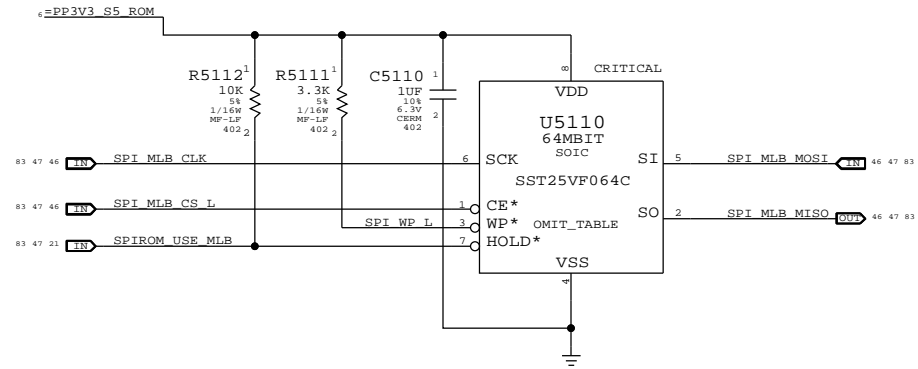 6 =PP3V3_S5_ROM
R5112 1
10K
5%
1/16W
MF-LF
402 2
R5111 1
3.3K
5%
1/16W
MF-LF
402 2
C5110 1
1UF
10%
6.3V
CERM
402
2
8 CRITICAL
VDD
U5110
64MBIT
SOIC
SST25VF064C
OMIT_TABLE
83 47 46 IN SPI_MLB_CLK 6 SCK
SI 5 SPI_MLB_MOSI IN 46 47 83
83 47 46 IN SPI_MLB_CS_L 1 CE*
SO 2 SPI_MLB_MISO OUT 46 47 83
SPI_WP_L 3 WP*
83 47 21 IN SPIROM_USE_MLB 7 HOLD*
VSS
4